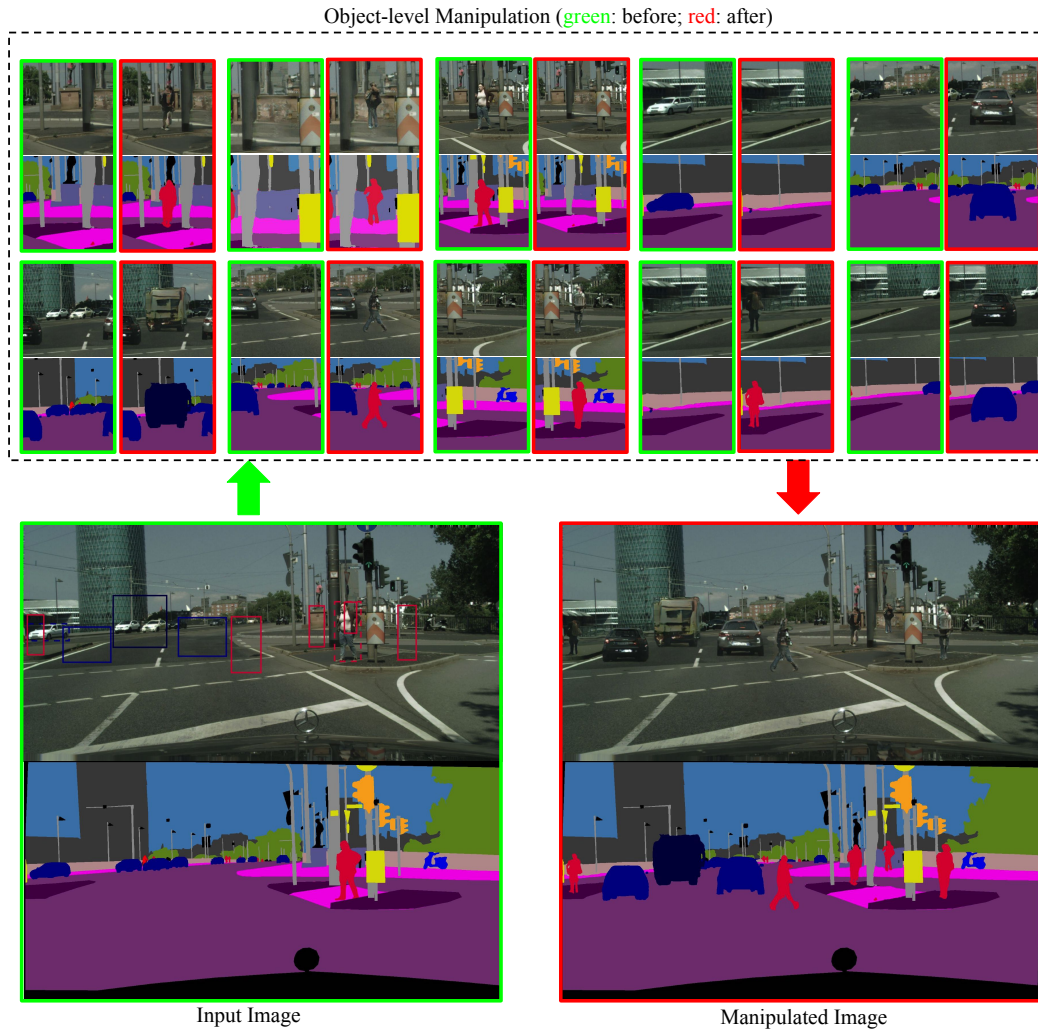 Object-level Manipulation (green: before; red: after)
Input Image
Manipulated Image